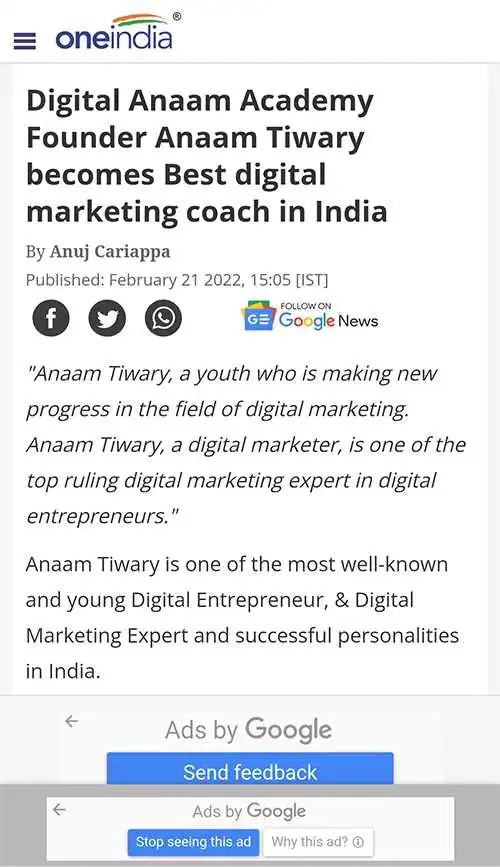 oneindia®
Digital Anaam Academy
Founder Anaam Tiwary
becomes Best digital
marketing coach in India
By Anuj Cariappa
Published: February 21 2022, 15:05 [IST]
FOLLOW ON
GE Google News
"Anaam Tiwary, a youth who is making new
progress in the field of digital marketing.
Anaam Tiwary, a digital marketer, is one of the
top ruling digital marketing expert in digital
entrepreneurs."
Anaam Tiwary is one of the most well-known
and young Digital Entrepreneur, & Digital
Marketing Expert and successful personalities
in India.
Ads by Google
Send feedback
Ads by Google
Stop seeing this ad Why this ad?